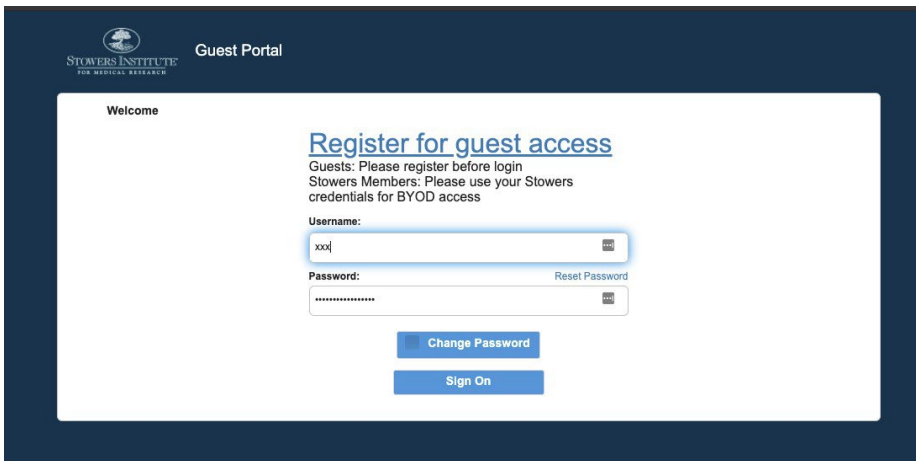 STOWERS INSTITUTE
FOR MEDICAL RESEARCH
Guest Portal
Welcome
Register for guest access
Guests: Please register before login
Stowers Members: Please use your Stowers
credentials for BYOD access
Username:
xxx
Password:
Reset Password
••••••••••••••••
Change Password
Sign On